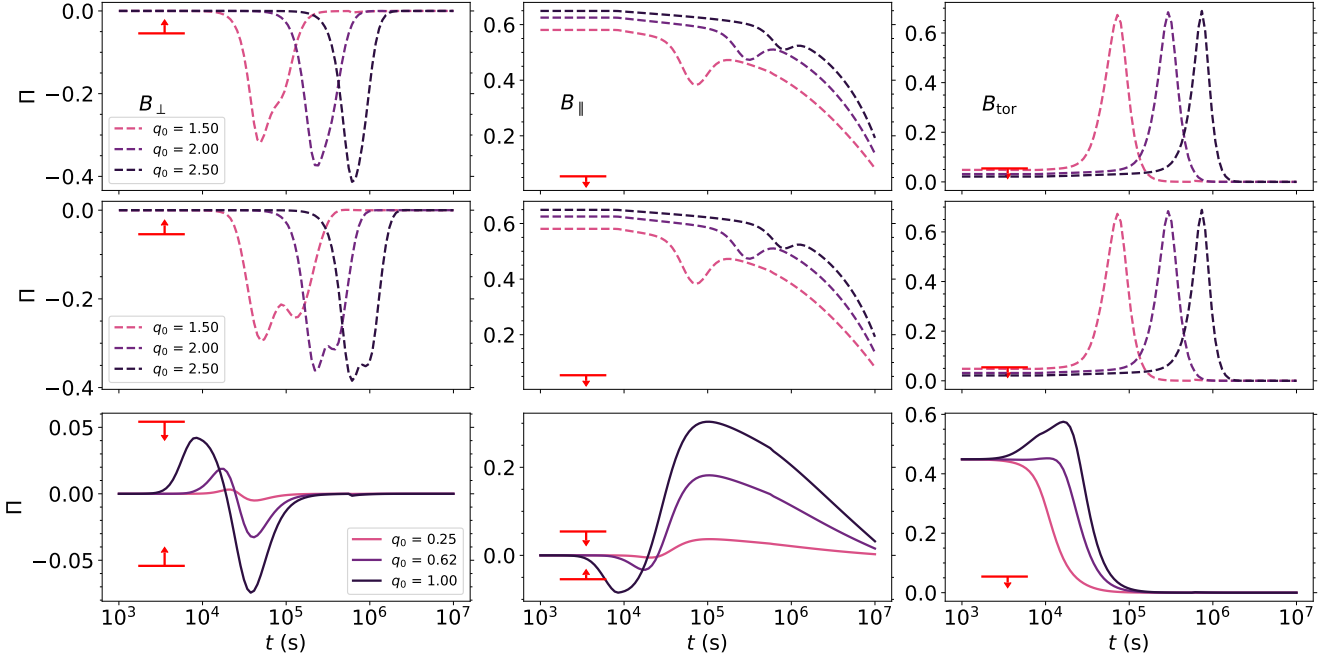 0.0
−0.2
−0.4
Π
B⊥
q₀ = 1.50
q₀ = 2.00
q₀ = 2.50
0.6
0.4
0.2
B∥
0.6
0.4
0.2
0.0
B_tor
0.0
−0.2
−0.4
Π
q₀ = 1.50
q₀ = 2.00
q₀ = 2.50
0.6
0.4
0.2
0.6
0.4
0.2
0.0
0.05
0.00
−0.05
Π
q₀ = 0.25
q₀ = 0.62
q₀ = 1.00
10³ 10⁴ 10⁵ 10⁶ 10⁷
t (s)
0.2
0.0
10³ 10⁴ 10⁵ 10⁶ 10⁷
t (s)
0.6
0.4
0.2
0.0
10³ 10⁴ 10⁵ 10⁶ 10⁷
t (s)